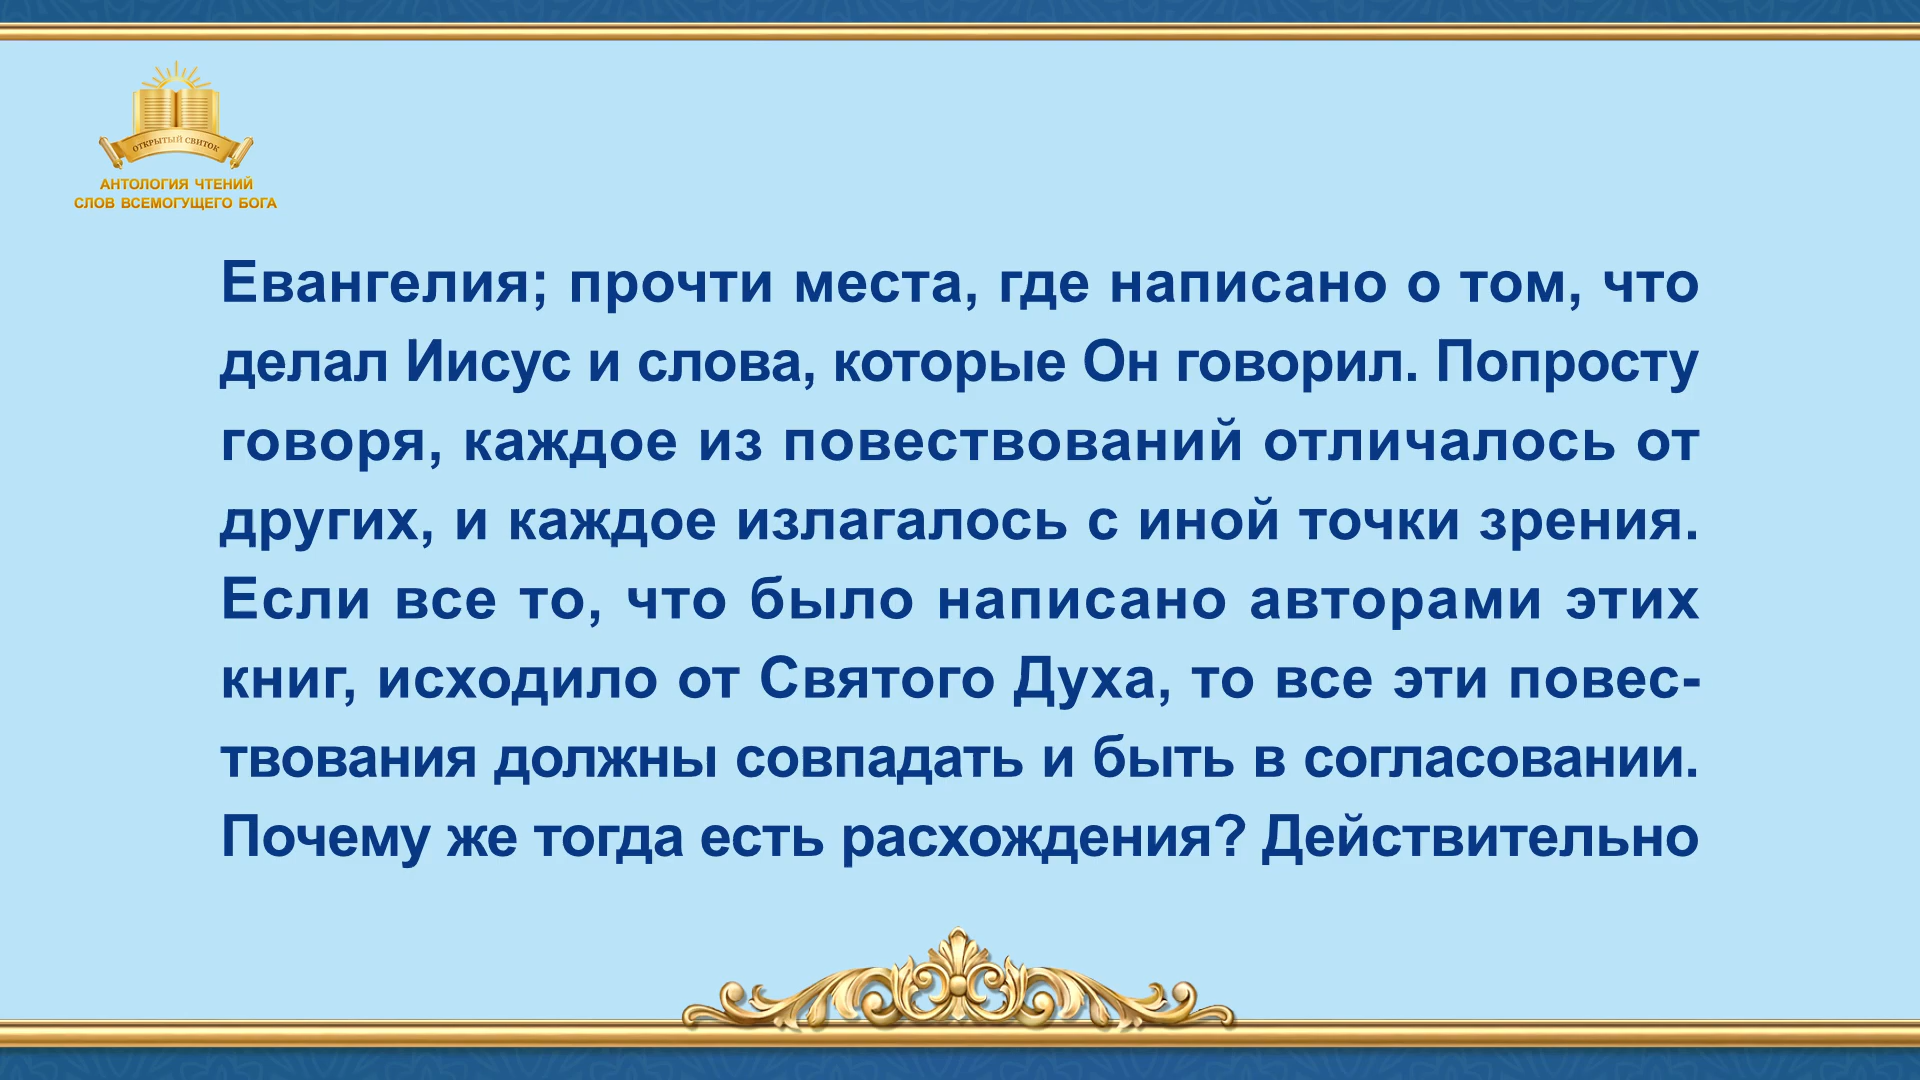 ОТКРЫТЫЙ СВИТОК
АНТОЛОГИЯ ЧТЕНИЙ
СЛОВ ВСЕМОГУЩЕГО БОГА
Евангелия; прочти места, где написано о том, что
делал Иисус и слова, которые Он говорил. Попросту
говоря, каждое из повествований отличалось от
других, и каждое излагалось с иной точки зрения.
Если все то, что было написано авторами этих
книг, исходило от Святого Духа, то все эти повес-
твования должны совпадать и быть в согласовании.
Почему же тогда есть расхождения? Действительно